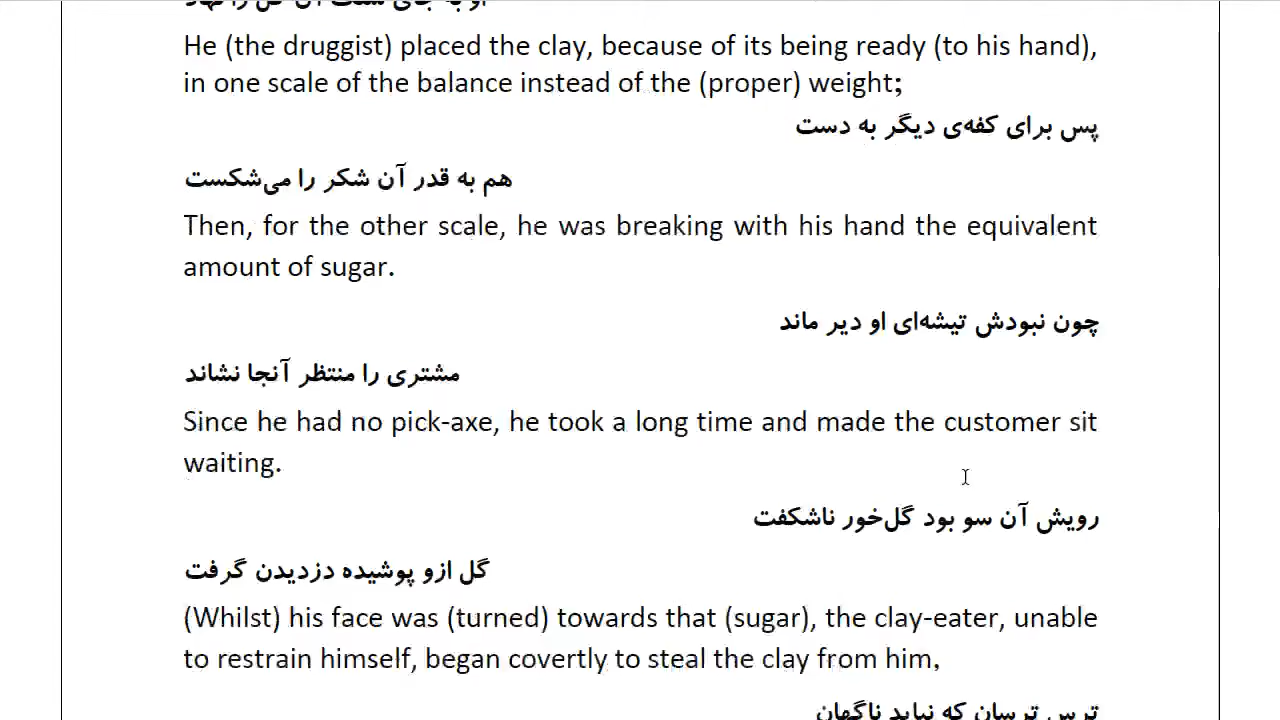 He (the druggist) placed the clay, because of its being ready (to his hand),
in one scale of the balance instead of the (proper) weight;
پس برای کفه‌ی دیگر به دست
هم به قدر آن شکر را می‌شکست
Then, for the other scale, he was breaking with his hand the equivalent
amount of sugar.
چون نبودش تیشه‌ای او دیر ماند
مشتری را منتظر آنجا نشاند
Since he had no pick-axe, he took a long time and made the customer sit
waiting.
رویش آن سو بود گل‌خور ناشکفت
گل ازو پوشیده دزدیدن گرفت
(Whilst) his face was (turned) towards that (sugar), the clay-eater, unable
to restrain himself, began covertly to steal the clay from him,
ترس ترسان که نیاید ناگهان